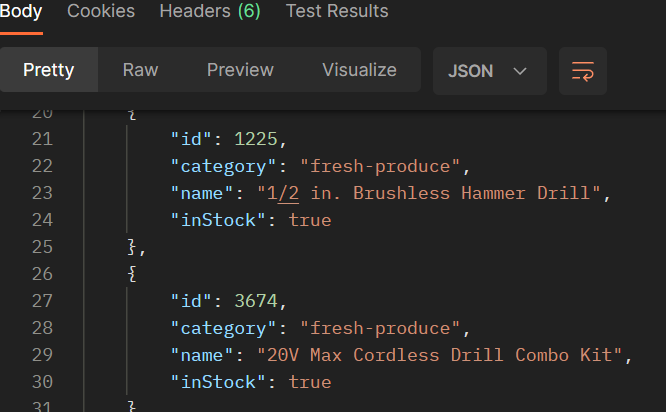 Body Cookies Headers (6) Test Results
Pretty Raw Preview Visualize JSON
20 {
21 "id": 1225,
22 "category": "fresh-produce",
23 "name": "1/2 in. Brushless Hammer Drill",
24 "inStock": true
25 },
26 {
27 "id": 3674,
28 "category": "fresh-produce",
29 "name": "20V Max Cordless Drill Combo Kit",
30 "inStock": true
31 }